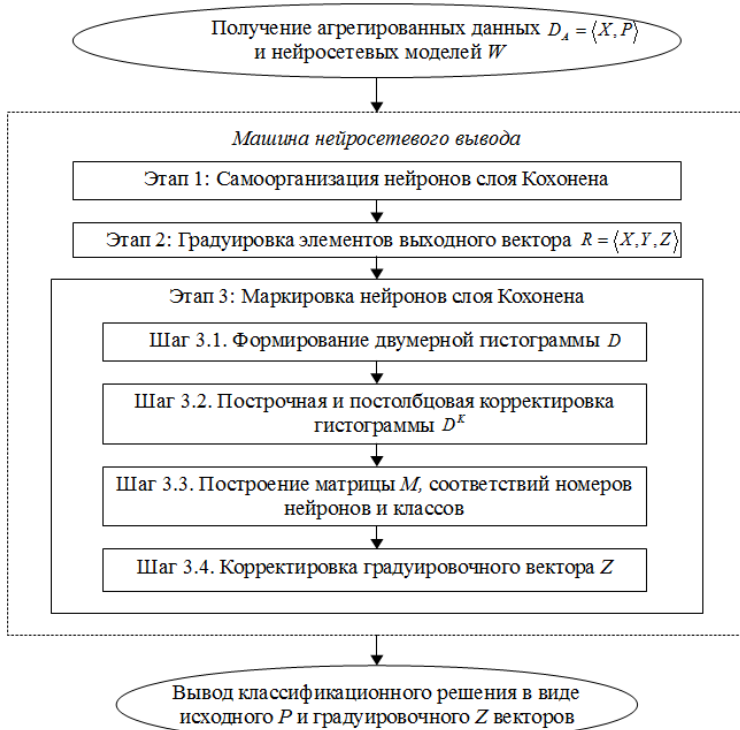 Получение агрегированных данных D_A = ⟨X, P⟩
и нейросетевых моделей W
Машина нейросетевого вывода
Этап 1: Самоорганизация нейронов слоя Кохонена
Этап 2: Градуировка элементов выходного вектора R = ⟨X, Y, Z⟩
Этап 3: Маркировка нейронов слоя Кохонена
Шаг 3.1. Формирование двумерной гистограммы D
Шаг 3.2. Построчная и постолбцовая корректировка
гистограммы D^K
Шаг 3.3. Построение матрицы M, соответствий номеров
нейронов и классов
Шаг 3.4. Корректировка градуировочного вектора Z
Вывод классификационного решения в виде
исходного P и градуировочного Z векторов